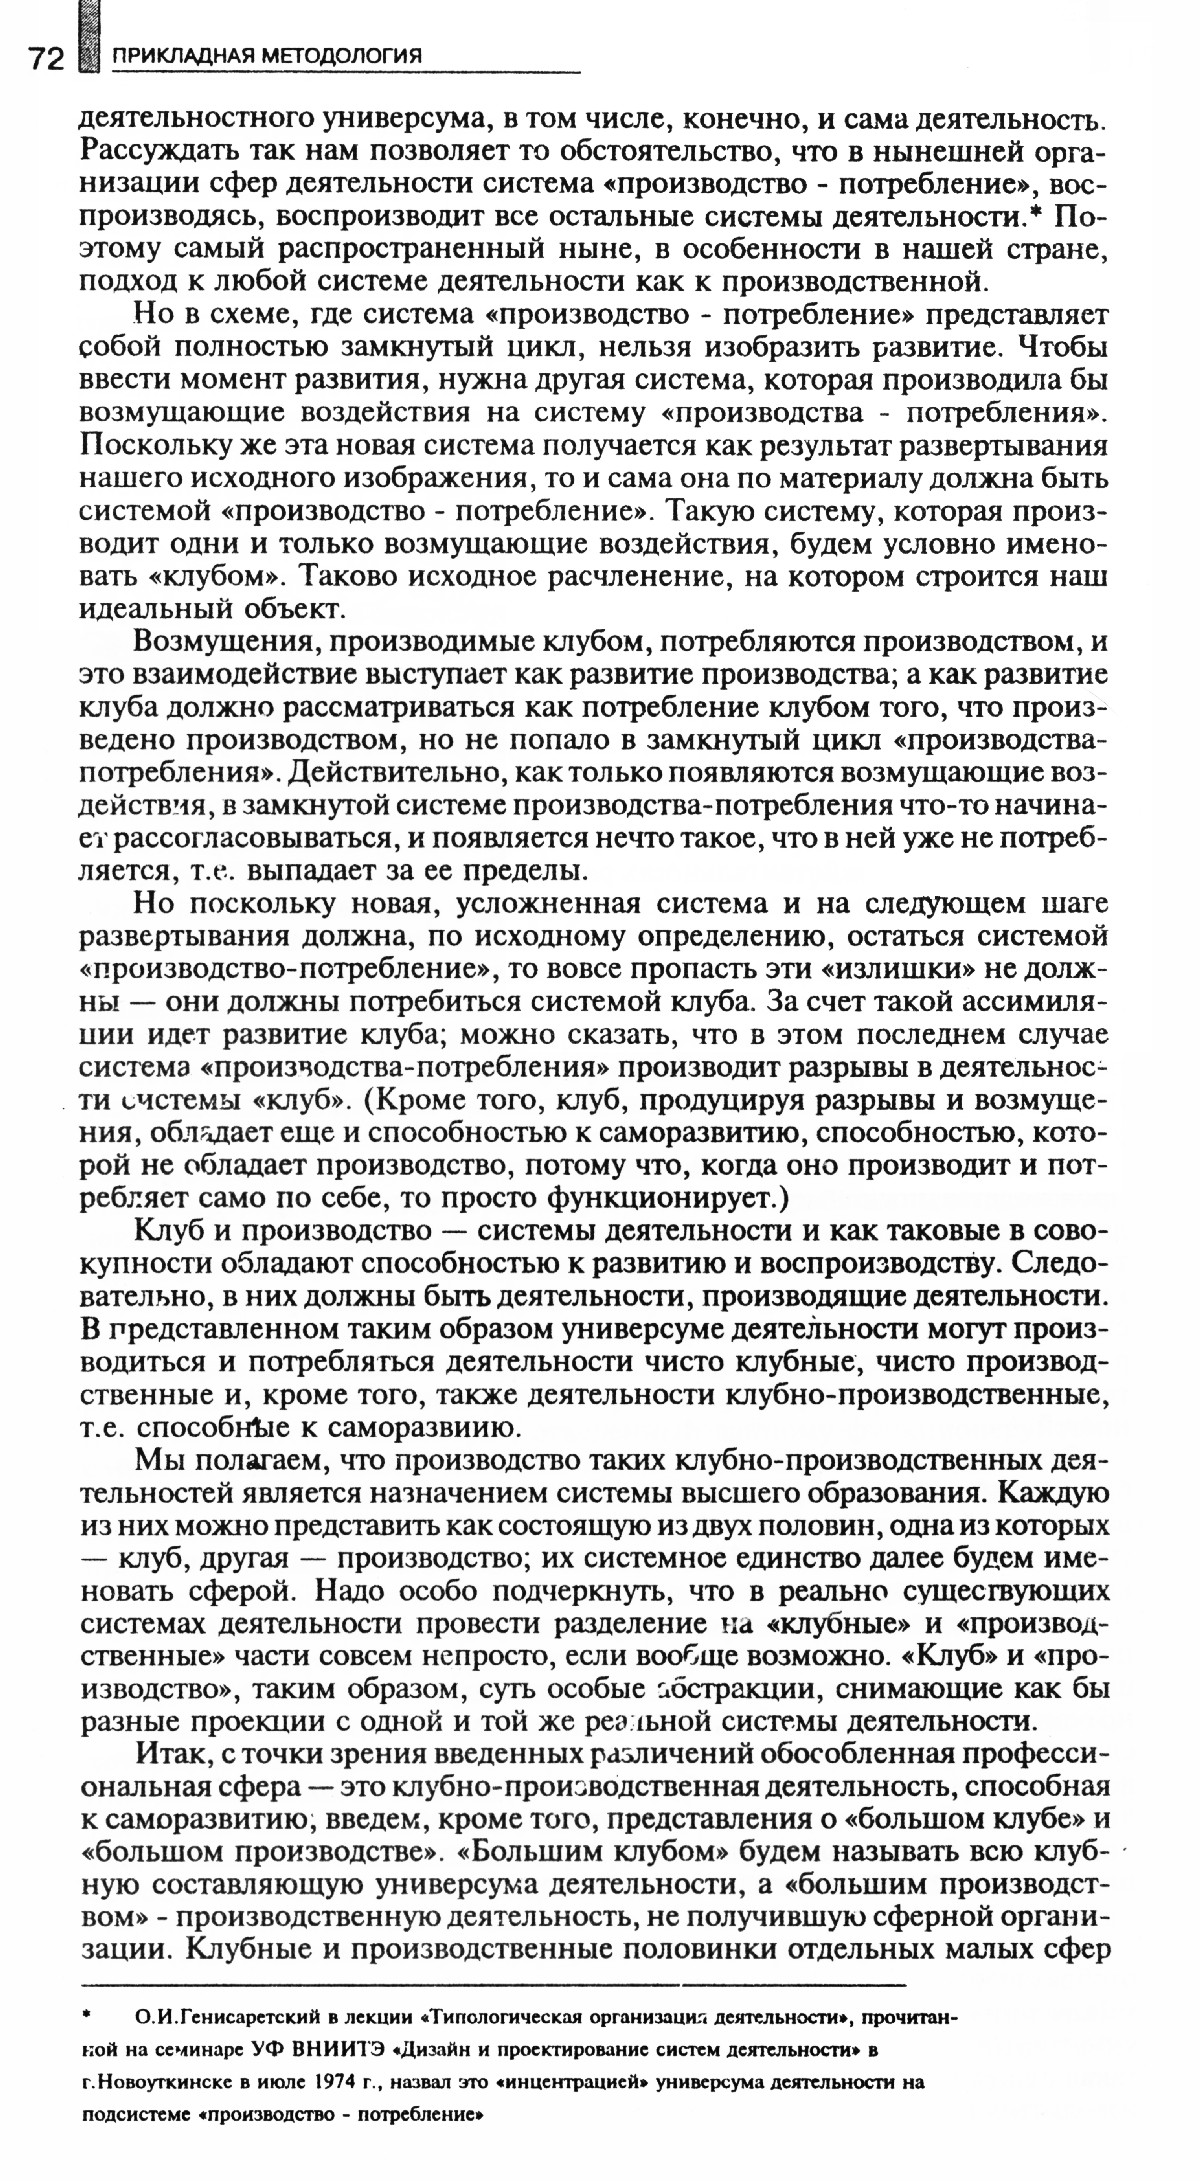 72 ПРИКЛАДНАЯ МЕТОДОЛОГИЯ
деятельностного универсума, в том числе, конечно, и сама деятельность.
Рассуждать так нам позволяет то обстоятельство, что в нынешней орга-
низации сфер деятельности система «производство - потребление», вос-
производясь, воспроизводит все остальные системы деятельности.* По-
этому самый распространенный ныне, в особенности в нашей стране,
подход к любой системе деятельности как к производственной.
Но в схеме, где система «производство - потребление» представляет
собой полностью замкнутый цикл, нельзя изобразить развитие. Чтобы
ввести момент развития, нужна другая система, которая производила бы
возмущающие воздействия на систему «производства - потребления».
Поскольку же эта новая система получается как результат развертывания
нашего исходного изображения, то и сама она по материалу должна быть
системой «производство - потребление». Такую систему, которая произ-
водит одни и только возмущающие воздействия, будем условно имено-
вать «клубом». Таково исходное расчленение, на котором строится наш
идеальный объект.
Возмущения, производимые клубом, потребляются производством, и
это взаимодействие выступает как развитие производства; а как развитие
клуба должно рассматриваться как потребление клубом того, что произ-
ведено производством, но не попало в замкнутый цикл «производства-
потребления». Действительно, как только появляются возмущающие воз-
действия, в замкнутой системе производства-потребления что-то начина-
ет рассогласовываться, и появляется нечто такое, что в ней уже не потреб-
ляется, т.е. выпадает за ее пределы.
Но поскольку новая, усложненная система и на следующем шаге
развертывания должна, по исходному определению, остаться системой
«производство-потребление», то вовсе пропасть эти «излишки» не долж-
ны — они должны потребиться системой клуба. За счет такой ассимиля-
ции идет развитие клуба; можно сказать, что в этом последнем случае
система «производства-потребления» производит разрывы в деятельнос-
ти системы «клуб». (Кроме того, клуб, продуцируя разрывы и возмуще-
ния, обладает еще и способностью к саморазвитию, способностью, кото-
рой не обладает производство, потому что, когда оно производит и пот-
ребляет само по себе, то просто функционирует.)
Клуб и производство — системы деятельности и как таковые в сово-
купности обладают способностью к развитию и воспроизводству. Следо-
вательно, в них должны быть деятельности, производящие деятельности.
В представленном таким образом универсуме деятельности могут произ-
водиться и потребляться деятельности чисто клубные, чисто производ-
ственные и, кроме того, также деятельности клубно-производственные,
т.е. способные к саморазвиию.
Мы полагаем, что производство таких клубно-производственных дея-
тельностей является назначением системы высшего образования. Каждую
из них можно представить как состоящую из двух половин, одна из которых
— клуб, другая — производство; их системное единство далее будем име-
новать сферой. Надо особо подчеркнуть, что в реально существующих
системах деятельности провести разделение на «клубные» и «производ-
ственные» части совсем непросто, если вообще возможно. «Клуб» и «про-
изводство», таким образом, суть особые абстракции, снимающие как бы
разные проекции с одной и той же реальной системы деятельности.
Итак, с точки зрения введенных различений обособленная професси-
ональная сфера — это клубно-производственная деятельность, способная
к саморазвитию; введем, кроме того, представления о «большом клубе» и
«большом производстве». «Большим клубом» будем называть всю клуб-
ную составляющую универсума деятельности, а «большим производст-
вом» - производственную деятельность, не получившую сферной органи-
зации. Клубные и производственные половинки отдельных малых сфер
* О.И.Генисаретский в лекции «Типологическая организация деятельности», прочитан-
ной на семинаре УФ ВНИИТЭ «Дизайн и проектирование систем деятельности» в
г.Новоуткинске в июле 1974 г., назвал это «инцентрацией» универсума деятельности на
подсистеме «производство - потребление»